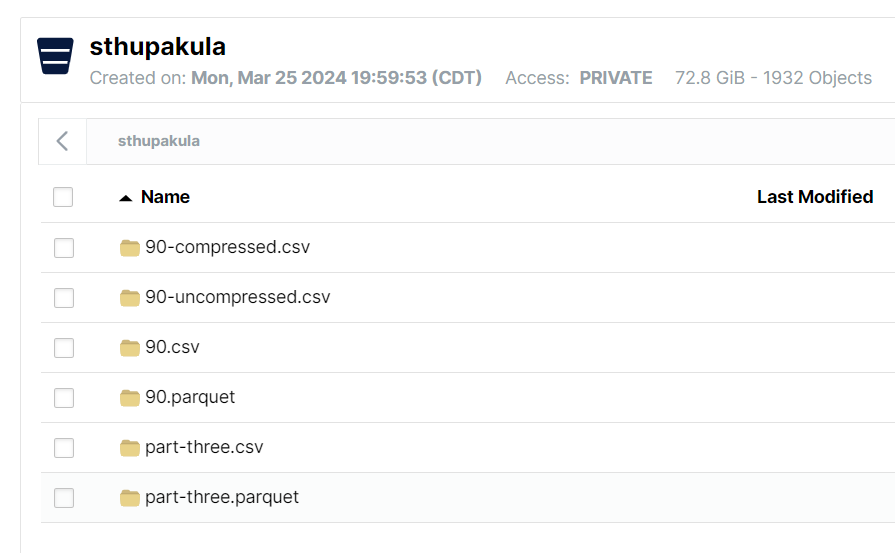 sthupakula
Created on: Mon, Mar 25 2024 19:59:53 (CDT) Access: PRIVATE 72.8 GiB - 1932 Objects
sthupakula
Name Last Modified
90-compressed.csv
90-uncompressed.csv
90.csv
90.parquet
part-three.csv
part-three.parquet